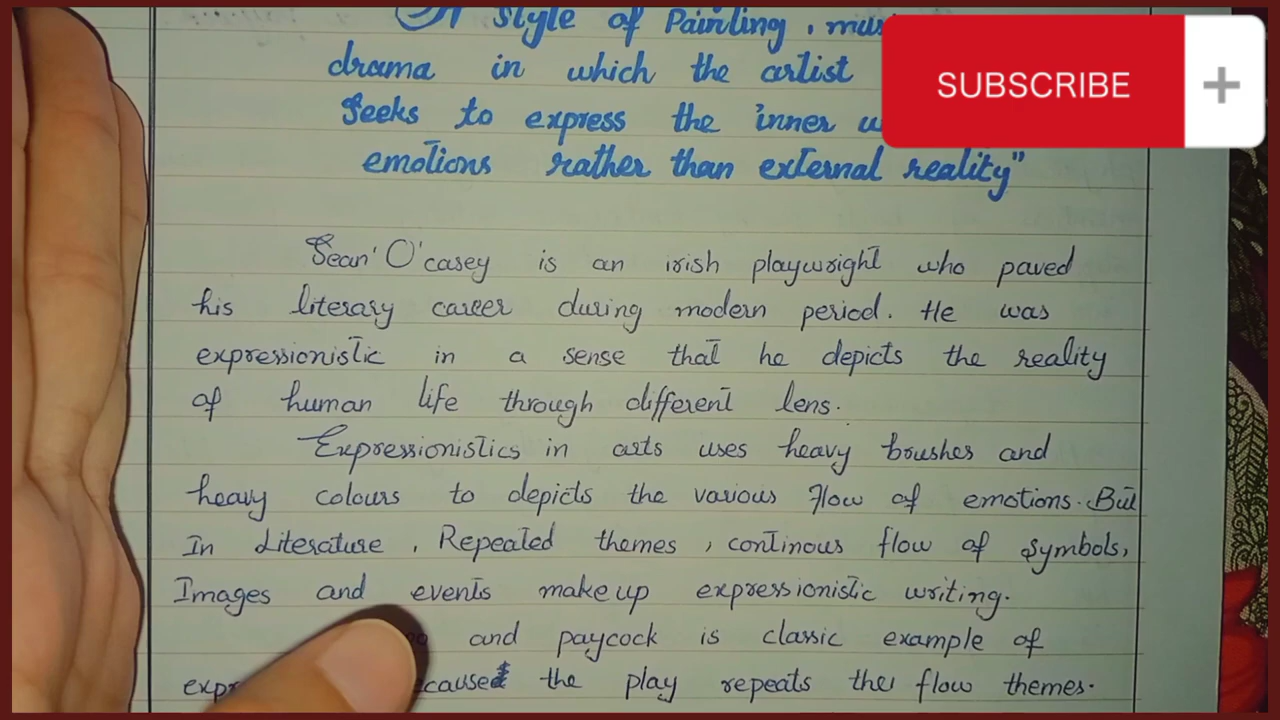 A Style of Painting,
drama in which the artist
SUBSCRIBE +
Seeks to express the inner
emotions rather than external reality"
Sean' O'casey is an irish playwright who paved
his literary career during modern period. He was
expressionistic in a sense that he depicts the reality
of human life through different lens.
Expressionistics in arts uses heavy brushes and
heavy colours to depicts the various flow of emotions. But
In Literature, Repeated themes, continous flow of symbols,
Images and events make up expressionistic writing.
and paycock is classic example of
the play repeats the flow themes.